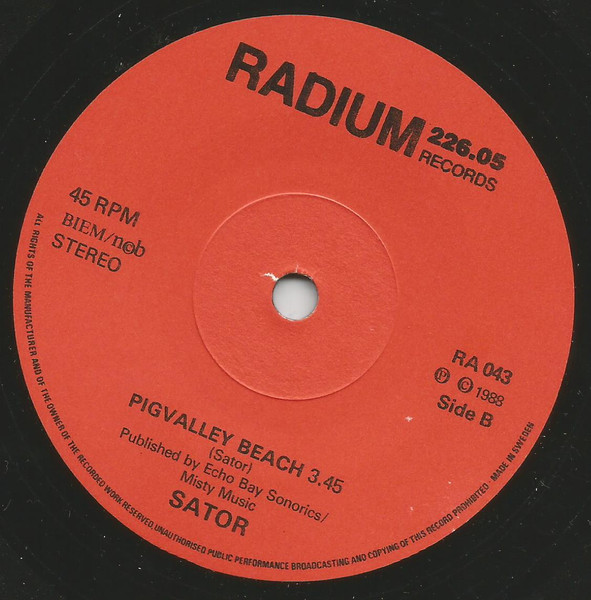 RADIUM 226.05
RECORDS
45 RPM
BIEM/n©b
STEREO
RA 043
Ⓟ © 1988
Side B
PIGVALLEY BEACH 3.45
(Sator)
Published by Echo Bay Sonorics/
Misty Music
SATOR
ALL RIGHTS OF THE MANUFACTURER AND OF THE OWNER OF THE RECORDED WORK RESERVED. UNAUTHORISED PUBLIC PERFORMANCE BROADCASTING AND COPYING OF THIS RECORD PROHIBITED - MADE IN SWEDEN